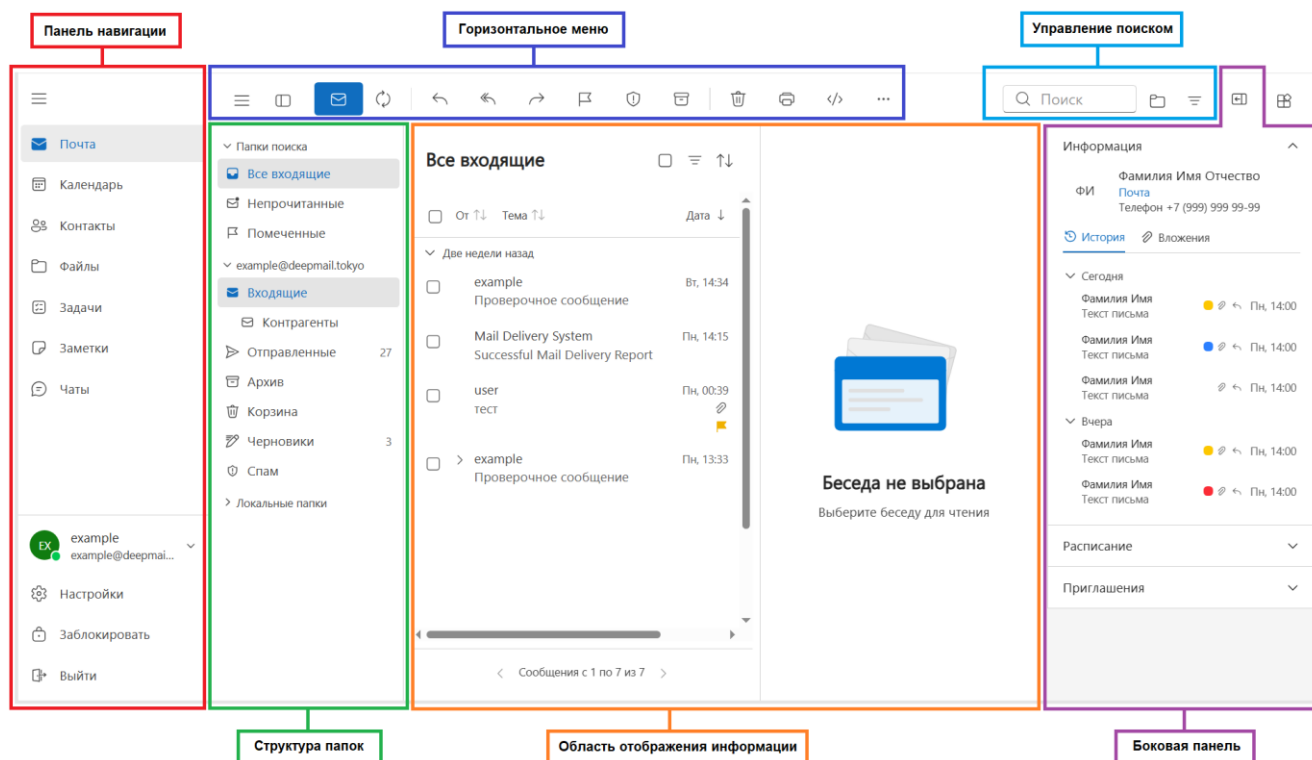 Панель навигации
Горизонтальное меню
Управление поиском
Поиск
Почта
Календарь
Контакты
Файлы
Задачи
Заметки
Чаты
EX
example
example@deepmai...
Настройки
Заблокировать
Выйти
Папки поиска
Все входящие
Непрочитанные
Помеченные
example@deepmail.tokyo
Входящие
Контрагенты
Отправленные 27
Архив
Корзина
Черновики 3
Спам
Локальные папки
Все входящие
От Тема Дата
Две недели назад
example Вт, 14:34
Проверочное сообщение
Mail Delivery System Пн, 14:15
Successful Mail Delivery Report
user Пн, 00:39
тест
example Пн, 13:33
Проверочное сообщение
Сообщения с 1 по 7 из 7
Беседа не выбрана
Выберите беседу для чтения
Информация
ФИ
Фамилия Имя Отчество
Почта
Телефон +7 (999) 999 99-99
История Вложения
Сегодня
Фамилия Имя
Текст письма Пн, 14:00
Фамилия Имя
Текст письма Пн, 14:00
Фамилия Имя
Текст письма Пн, 14:00
Вчера
Фамилия Имя
Текст письма Пн, 14:00
Фамилия Имя
Текст письма Пн, 14:00
Расписание
Приглашения
Структура папок
Область отображения информации
Боковая панель